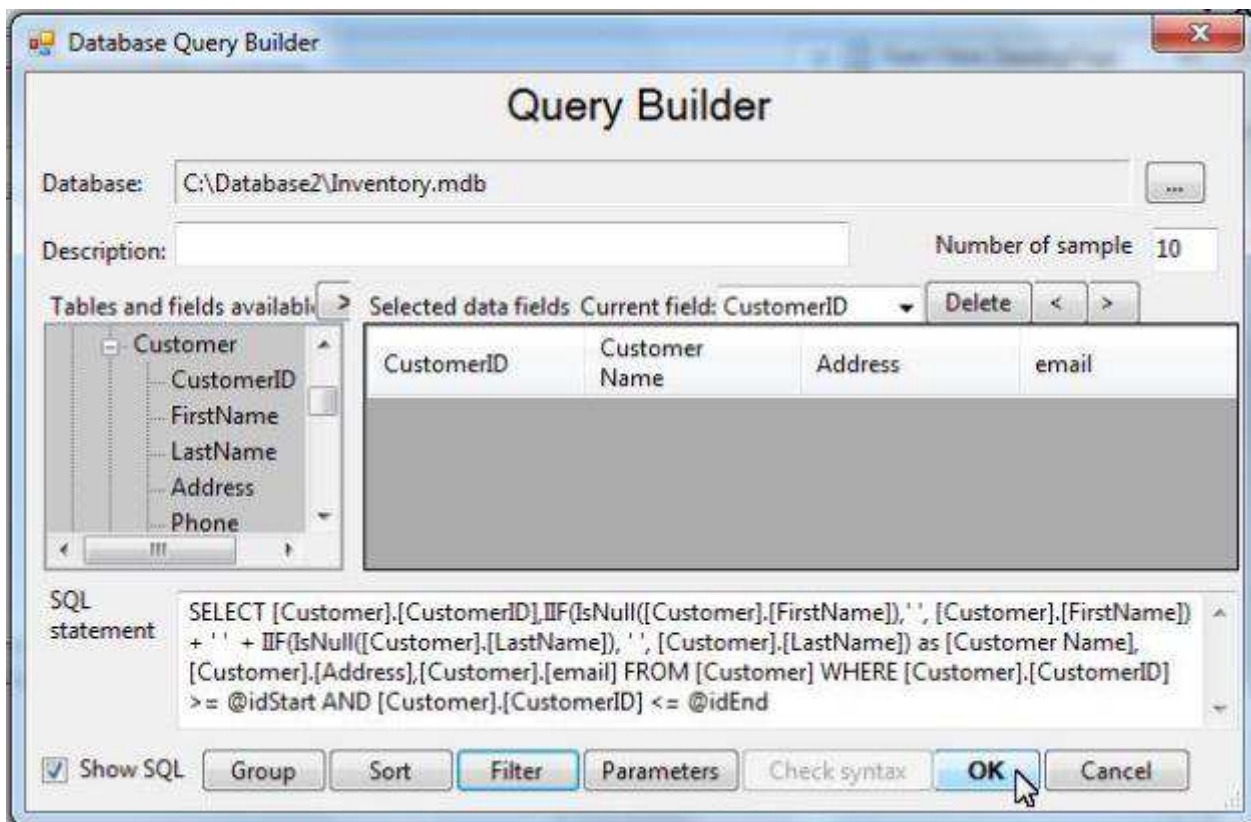 Database Query Builder
Query Builder
Database: C:\Database2\Inventory.mdb ...
Description: Number of sample 10
Tables and fields available > Selected data fields Current field: CustomerID Delete < >
Customer
CustomerID
FirstName
LastName
Address
Phone
CustomerID Customer Name Address email
SQL statement
SELECT [Customer].[CustomerID],IIF(IsNull([Customer].[FirstName]),' ', [Customer].[FirstName])
+ ' ' + IIF(IsNull([Customer].[LastName]), ' ', [Customer].[LastName]) as [Customer Name],
[Customer].[Address],[Customer].[email] FROM [Customer] WHERE [Customer].[CustomerID]
>= @idStart AND [Customer].[CustomerID] <= @idEnd
Show SQL Group Sort Filter Parameters Check syntax OK Cancel